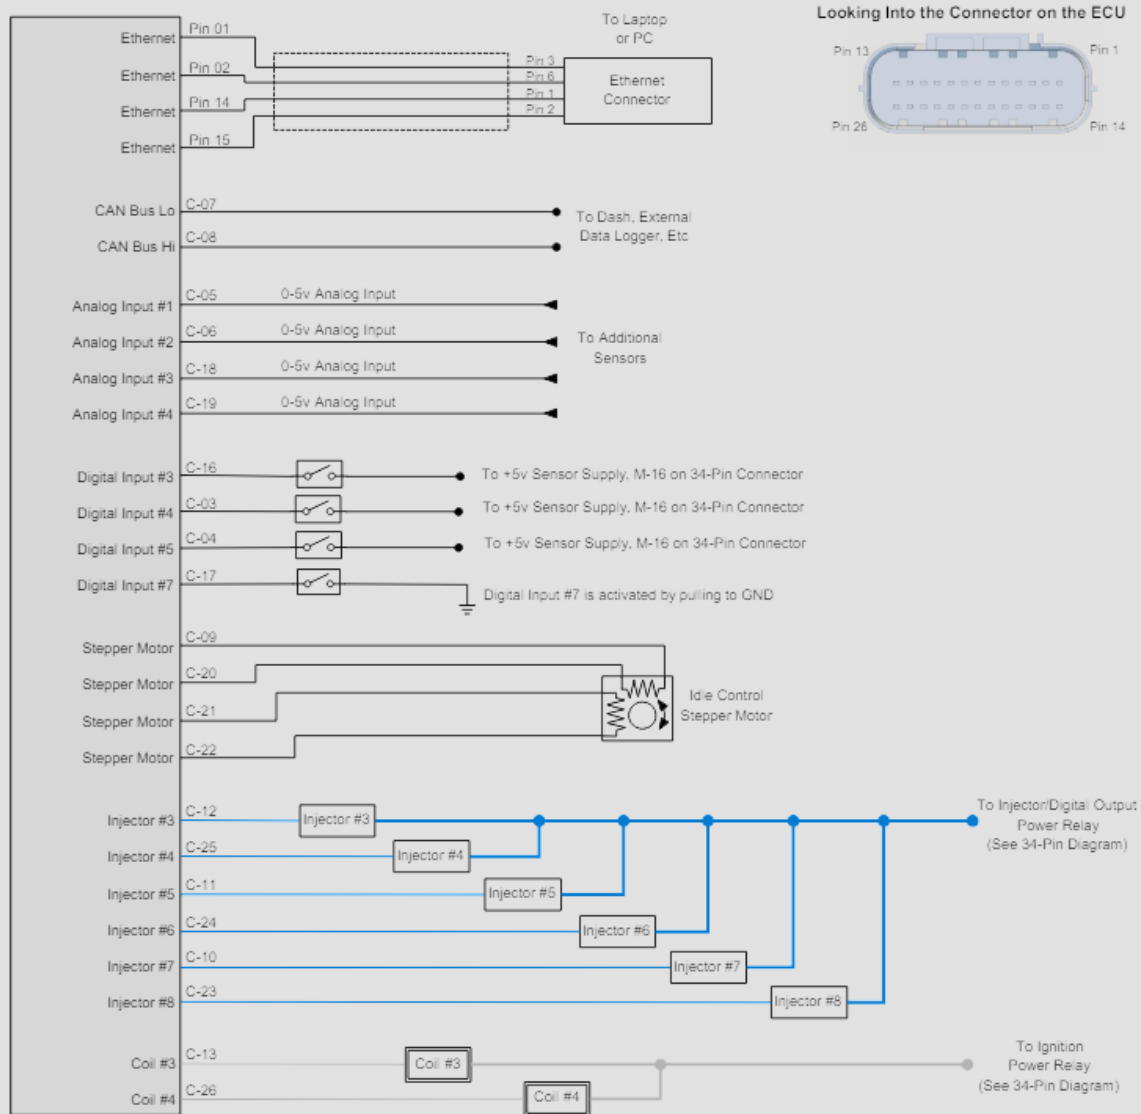 To Laptop
or PC
Looking Into the Connector on the ECU
Pin 13
Pin 1
Pin 26
Pin 14
Ethernet
Pin 01
Ethernet
Pin 02
Ethernet
Pin 14
Ethernet
Pin 15
Pin 3
Pin 6
Pin 1
Pin 2
Ethernet
Connector
CAN Bus Lo
C-07
CAN Bus Hi
C-08
To Dash, External
Data Logger, Etc
Analog Input #1
C-05
0-5v Analog Input
Analog Input #2
C-06
0-5v Analog Input
Analog Input #3
C-18
0-5v Analog Input
Analog Input #4
C-19
0-5v Analog Input
To Additional
Sensors
Digital Input #3
C-16
To +5v Sensor Supply, M-16 on 34-Pin Connector
Digital Input #4
C-03
To +5v Sensor Supply, M-16 on 34-Pin Connector
Digital Input #5
C-04
To +5v Sensor Supply, M-16 on 34-Pin Connector
Digital Input #7
C-17
Digital Input #7 is activated by pulling to GND
Stepper Motor
C-09
Stepper Motor
C-20
Stepper Motor
C-21
Stepper Motor
C-22
Idle Control
Stepper Motor
Injector #3
C-12
Injector #3
Injector #4
C-25
Injector #4
Injector #5
C-11
Injector #5
Injector #6
C-24
Injector #6
Injector #7
C-10
Injector #7
Injector #8
C-23
Injector #8
To Injector/Digital Output
Power Relay
(See 34-Pin Diagram)
Coil #3
C-13
Coil #3
Coil #4
C-26
Coil #4
To Ignition
Power Relay
(See 34-Pin Diagram)